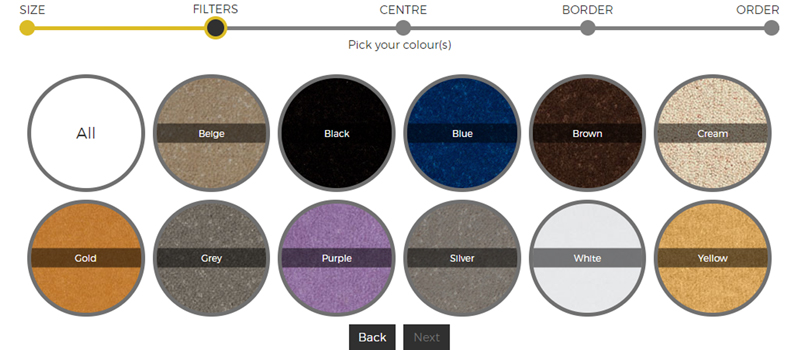 SIZE FILTERS CENTRE BORDER ORDER
Pick your colour(s)
All Beige Black Blue Brown Cream
Gold Grey Purple Silver White Yellow
Back Next